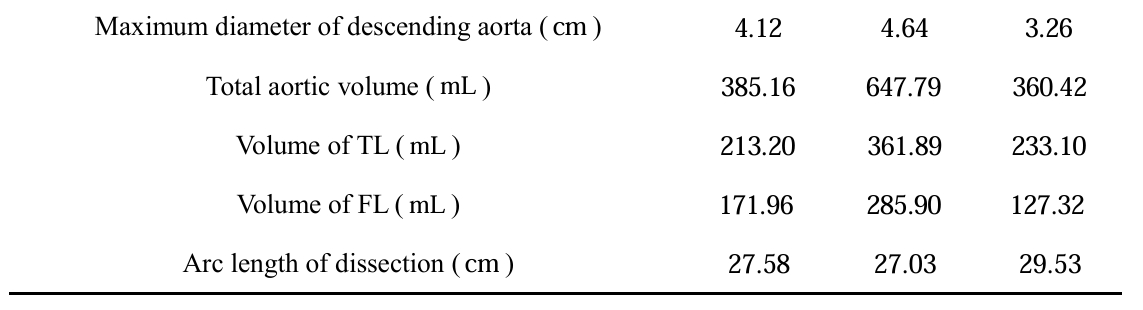 Maximum diameter of descending aorta ( cm ) 4.12 4.64 3.26
Total aortic volume ( mL ) 385.16 647.79 360.42
Volume of TL ( mL ) 213.20 361.89 233.10
Volume of FL ( mL ) 171.96 285.90 127.32
Arc length of dissection ( cm ) 27.58 27.03 29.53